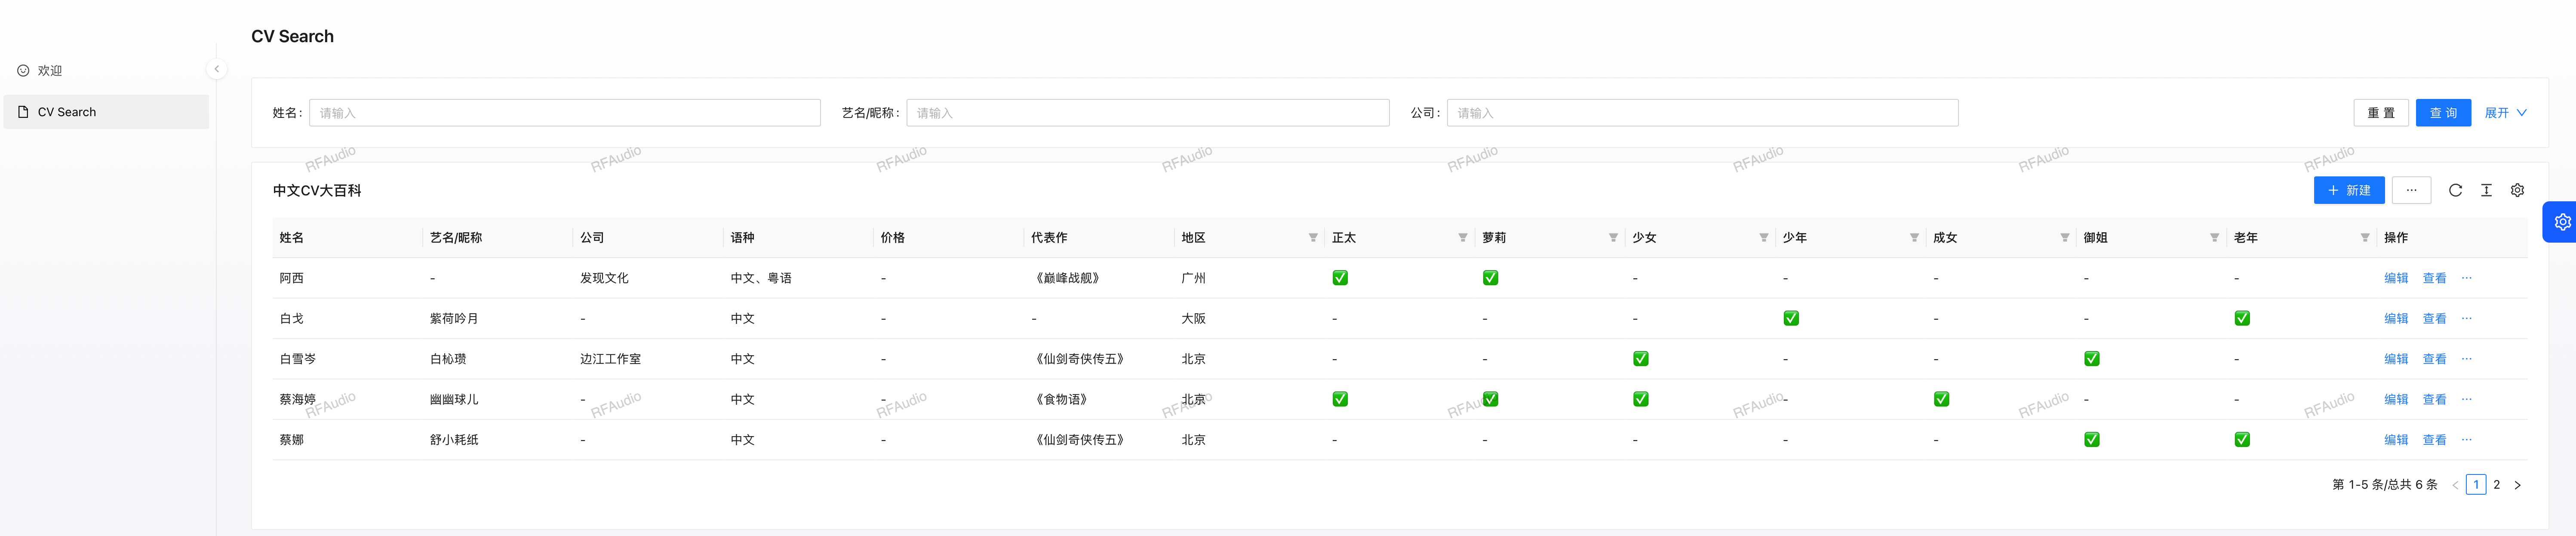 CV Search
欢迎
CV Search
姓名: 请输入 艺名/昵称: 请输入 公司: 请输入 重 置 查 询 展开
RFAudio RFAudio RFAudio RFAudio RFAudio RFAudio RFAudio RFAudio
中文CV大百科 + 新建 ···
姓名 艺名/昵称 公司 语种 价格 代表作 地区 正太 萝莉 少女 少年 成女 御姐 老年 操作
阿西 - 发现文化 中文、粤语 - 《巅峰战舰》 广州 ✅ ✅ - - - - - 编辑 查看 ···
白戈 紫荷吟月 - 中文 - - 大阪 - - - ✅ - - ✅ 编辑 查看 ···
白雪岑 白杺瓒 边江工作室 中文 - 《仙剑奇侠传五》 北京 - - ✅ - - ✅ - 编辑 查看 ···
蔡海婷 幽幽球儿 - 中文 - 《食物语》 北京 ✅ ✅ ✅ - ✅ - - 编辑 查看 ···
RFAudio RFAudio RFAudio RFAudio RFAudio RFAudio RFAudio RFAudio
蔡娜 舒小耗纸 - 中文 - 《仙剑奇侠传五》 北京 - - - - - ✅ ✅ 编辑 查看 ···
第 1-5 条/总共 6 条 < 1 2 >